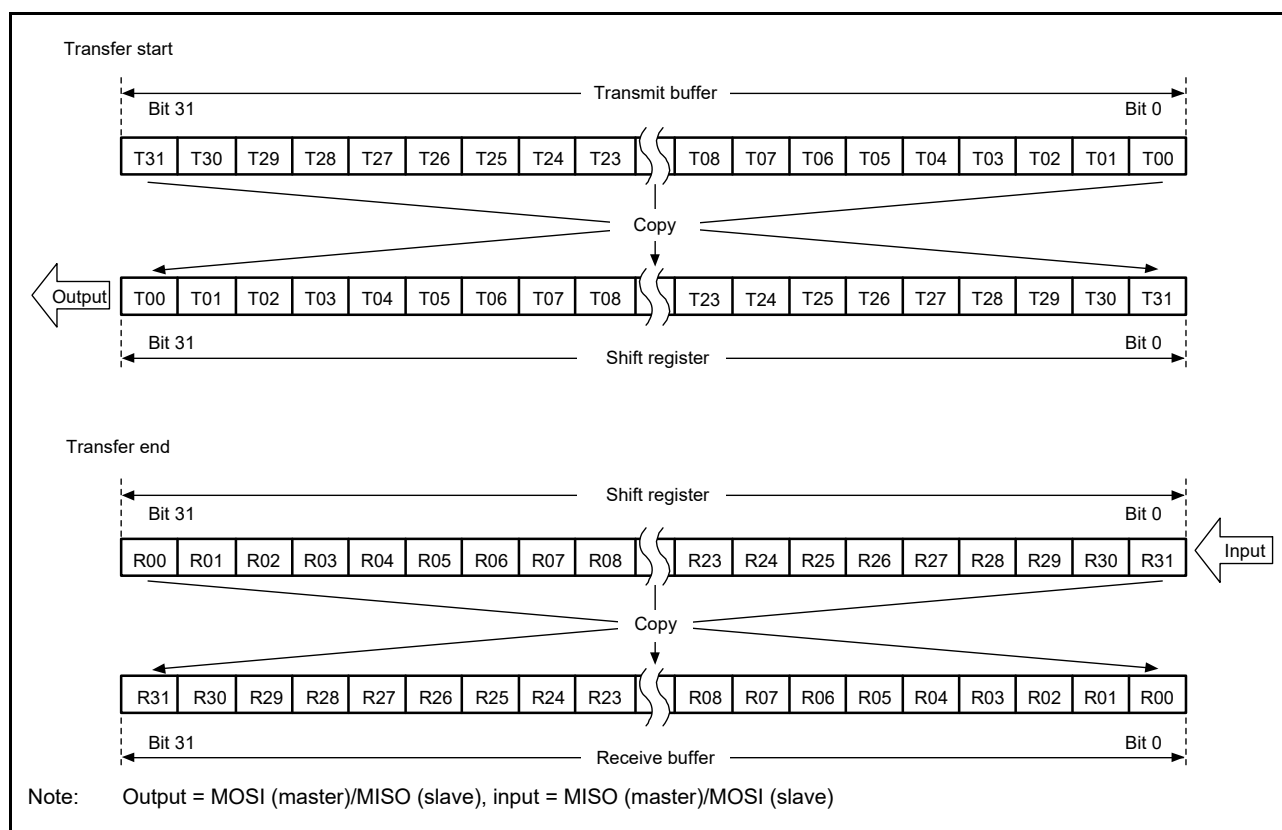 Transfer start
Transmit buffer
Bit 31 Bit 0
T31 T30 T29 T28 T27 T26 T25 T24 T23 T08 T07 T06 T05 T04 T03 T02 T01 T00
Copy
Output T00 T01 T02 T03 T04 T05 T06 T07 T08 T23 T24 T25 T26 T27 T28 T29 T30 T31
Bit 31 Bit 0
Shift register
Transfer end
Shift register
Bit 31 Bit 0
R00 R01 R02 R03 R04 R05 R06 R07 R08 R23 R24 R25 R26 R27 R28 R29 R30 R31 Input
Copy
R31 R30 R29 R28 R27 R26 R25 R24 R23 R08 R07 R06 R05 R04 R03 R02 R01 R00
Bit 31 Bit 0
Receive buffer
Note: Output = MOSI (master)/MISO (slave), input = MISO (master)/MOSI (slave)